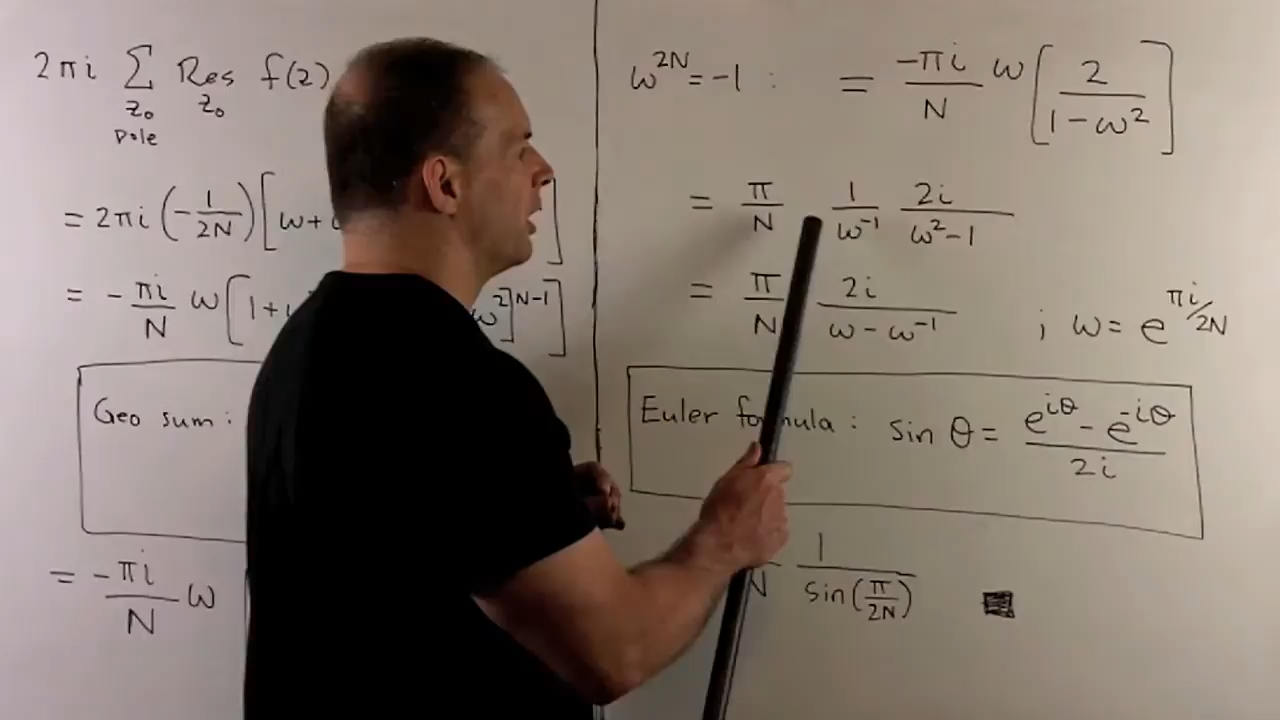 2πi Σ Res f(z)
z₀ z₀
pole
= 2πi (-1/2N) [ω+
= -πi/N ω [1+ ω²]^{N-1}]
Geo sum:
= -πi/N ω
ω^{2N} = -1 : = -πi/N ω [2/(1-ω²)]
= π/N 1/ω⁻¹ 2i/(ω²-1)
= π/N 2i/(ω-ω⁻¹) ; ω = e^{πi/2N}
Euler formula: sin θ = (e^{iθ} - e^{-iθ})/2i
N 1/sin(π/2N)